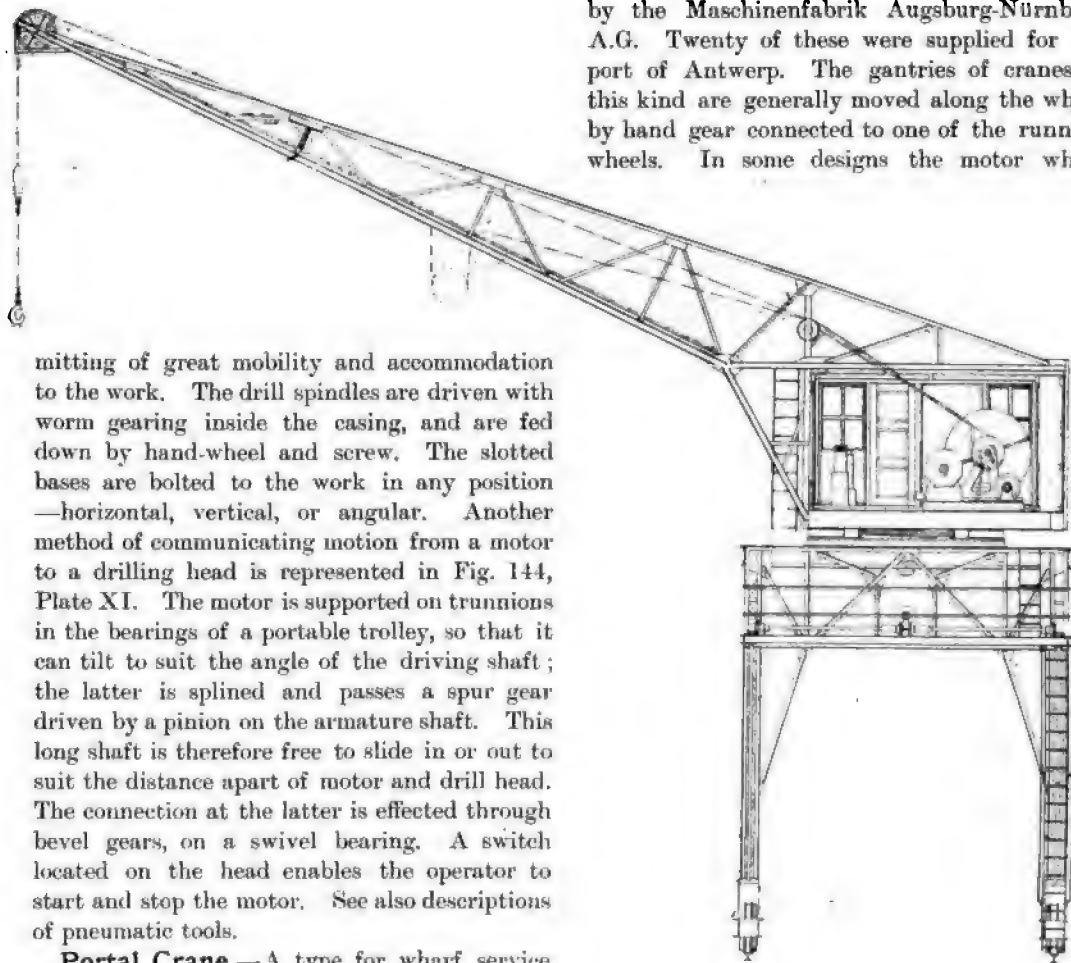 mitting of great mobility and accommodation
to the work. The drill spindles are driven with
worm gearing inside the casing, and are fed
down by hand-wheel and screw. The slotted
bases are bolted to the work in any position
—horizontal, vertical, or angular. Another
method of communicating motion from a motor
to a drilling head is represented in Fig. 144,
Plate XI. The motor is supported on trunnions
in the bearings of a portable trolley, so that it
can tilt to suit the angle of the driving shaft;
the latter is splined and passes a spur gear
driven by a pinion on the armature shaft. This
long shaft is therefore free to slide in or out to
suit the distance apart of motor and drill head.
The connection at the latter is effected through
bevel gears, on a swivel bearing. A switch
located on the head enables the operator to
start and stop the motor. See also descriptions
of pneumatic tools.
Portal Crane.—A type for wharf service
by the Maschinenfabrik Augsburg-Nürnb
A.G. Twenty of these were supplied for
port of Antwerp. The gantries of cranes
this kind are generally moved along the wh
by hand gear connected to one of the runn
wheels. In some designs the motor wh